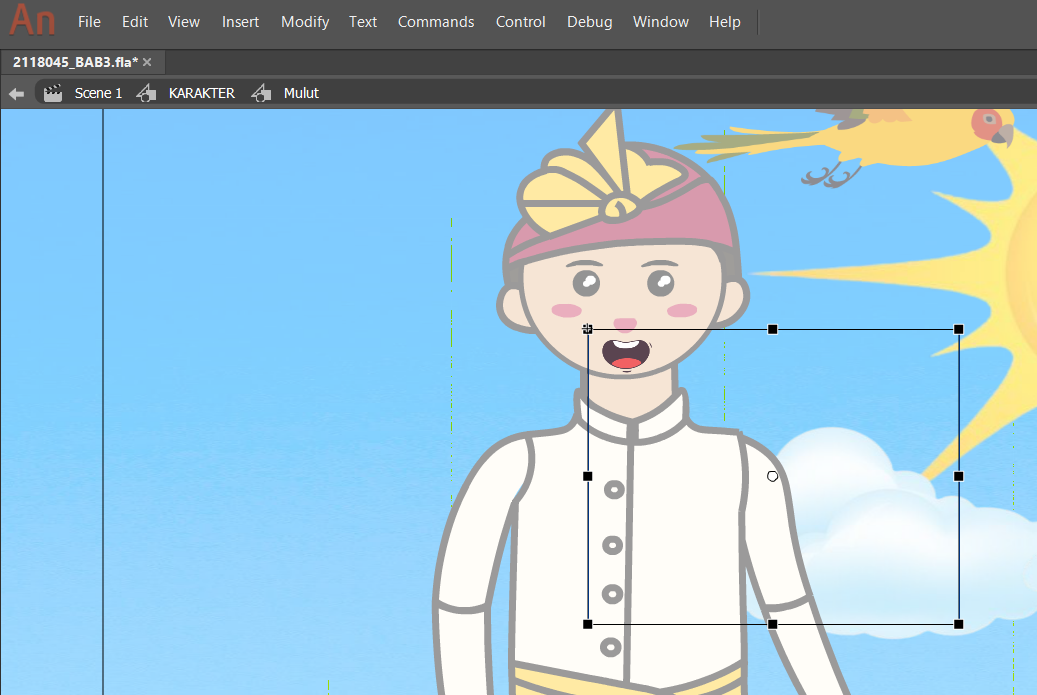 An File Edit View Insert Modify Text Commands Control Debug Window Help
2118045_BAB3.fla* ×
Scene 1 KARAKTER Mulut